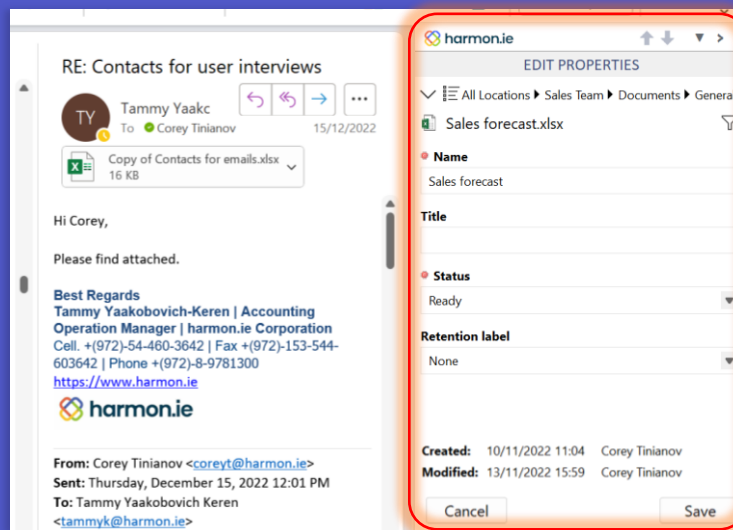 RE: Contacts for user interviews
TY
Tammy Yaakc
To Corey Tinianov
15/12/2022
Copy of Contacts for emails.xlsx
16 KB
Hi Corey,
Please find attached.
Best Regards
Tammy Yaakobovich-Keren | Accounting
Operation Manager | harmon.ie Corporation
Cell. +(972)-54-460-3642 | Fax +(972)-153-544-
603642 | Phone +(972)-8-9781300
https://www.harmon.ie
harmon.ie
From: Corey Tinianov <coreyt@harmon.ie>
Sent: Thursday, December 15, 2022 12:01 PM
To: Tammy Yaakobovich Keren
<tammyk@harmon.ie>
harmon.ie
EDIT PROPERTIES
All Locations Sales Team Documents Genera
Sales forecast.xlsx
Name
Sales forecast
Title
Status
Ready
Retention label
None
Created: 10/11/2022 11:04 Corey Tinianov
Modified: 13/11/2022 15:59 Corey Tinianov
Cancel Save